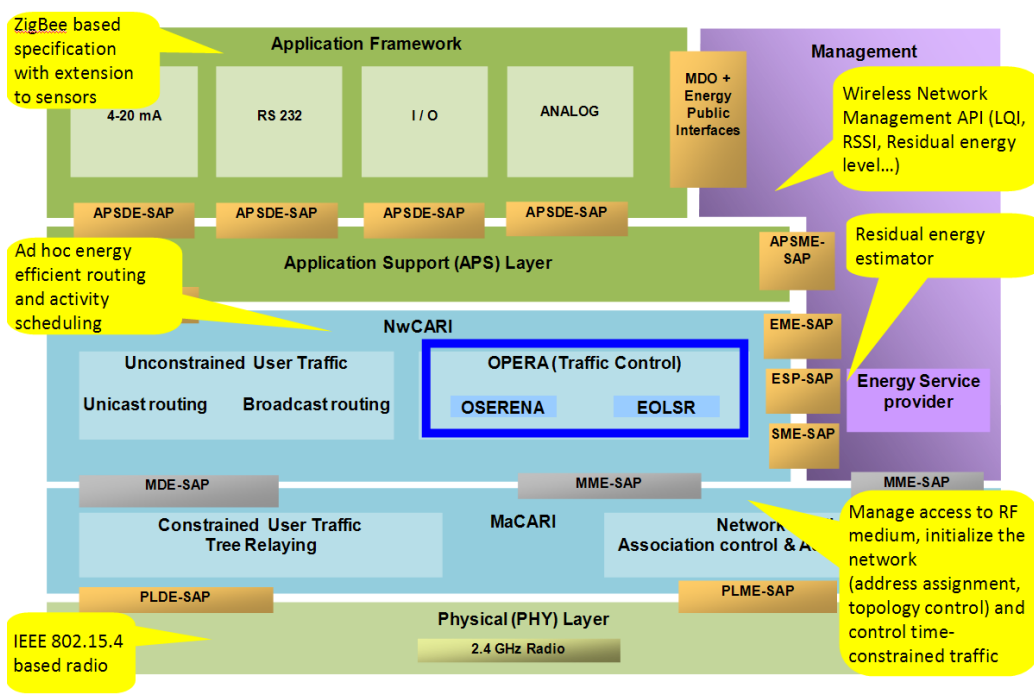 ZigBee based
specification
with extension
to sensors
Application Framework
4-20 mA
RS 232
I / O
ANALOG
MDO +
Energy
Public
Interfaces
Management
Wireless Network
Management API (LQI,
RSSI, Residual energy
level...)
APSDE-SAP
APSDE-SAP
APSDE-SAP
APSDE-SAP
Ad hoc energy
efficient routing
and activity
scheduling
Application Support (APS) Layer
APSME-
SAP
Residual energy
estimator
NwCARI
EME-SAP
Unconstrained User Traffic
Unicast routing
Broadcast routing
OPERA (Traffic Control)
OSERENA
EOLSR
ESP-SAP
Energy Service
provider
SME-SAP
MDE-SAP
MME-SAP
MME-SAP
Constrained User Traffic
Tree Relaying
MaCARI
Network
Association control &
Manage access to RF
medium, initialize the
network
(address assignment,
topology control) and
control time-
constrained traffic
PLDE-SAP
PLME-SAP
Physical (PHY) Layer
2.4 GHz Radio
IEEE 802.15.4
based radio